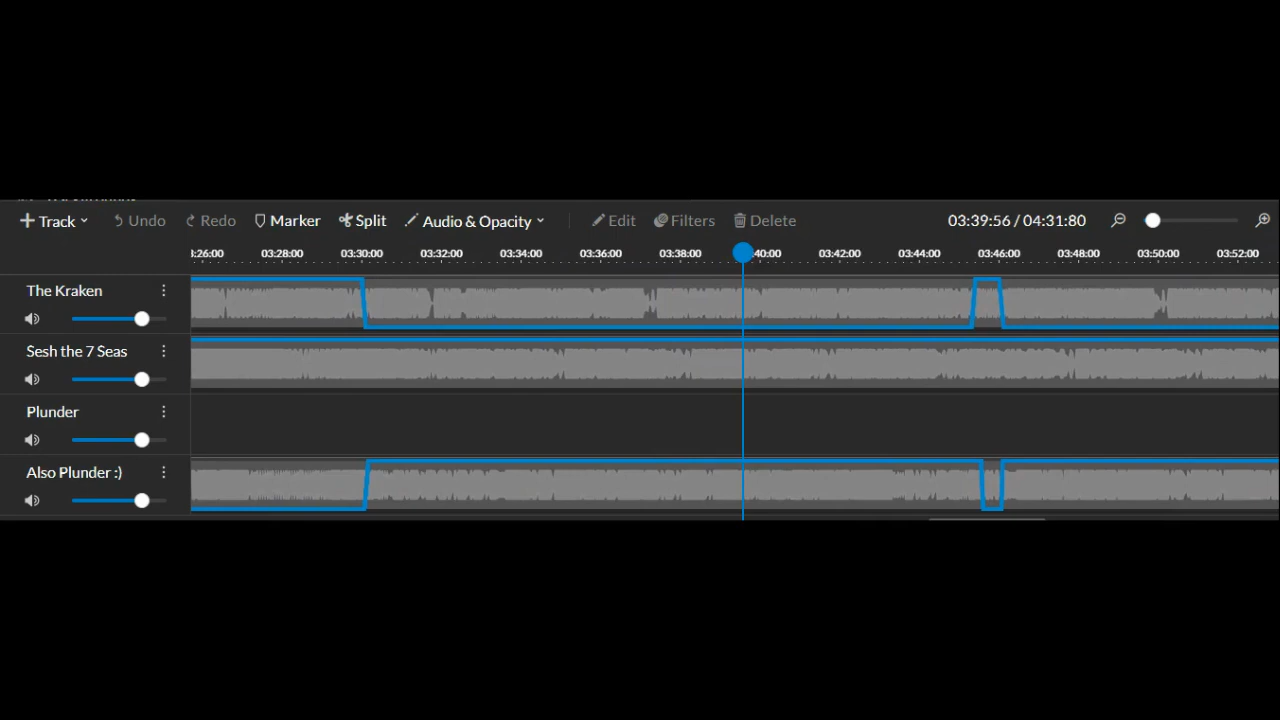 Track Undo Redo Marker Split Audio & Opacity Edit Filters Delete 03:39:56 / 04:31:80
:26:00 03:28:00 03:30:00 03:32:00 03:34:00 03:36:00 03:38:00 :40:00 03:42:00 03:44:00 03:46:00 03:48:00 03:50:00 03:52:00
The Kraken
Sesh the 7 Seas
Plunder
Also Plunder :)